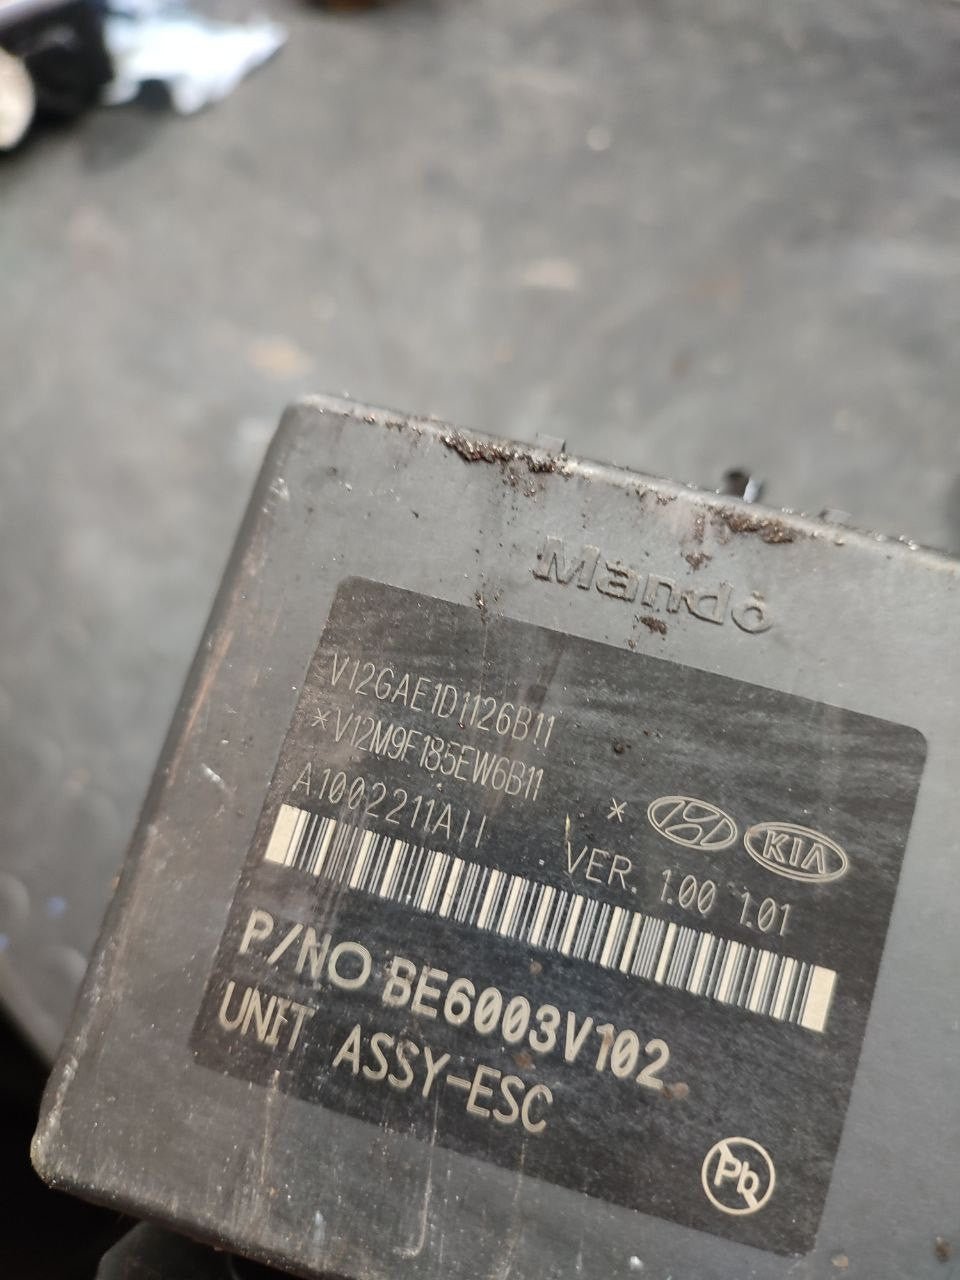 Mando
V12GAE1D1126B11
*V12M9F185EW6B11 *
KIA
A1002211A11
VER. 1.00 1.01
P/NO BE6003V102
UNIT ASSY-ESC
Pb